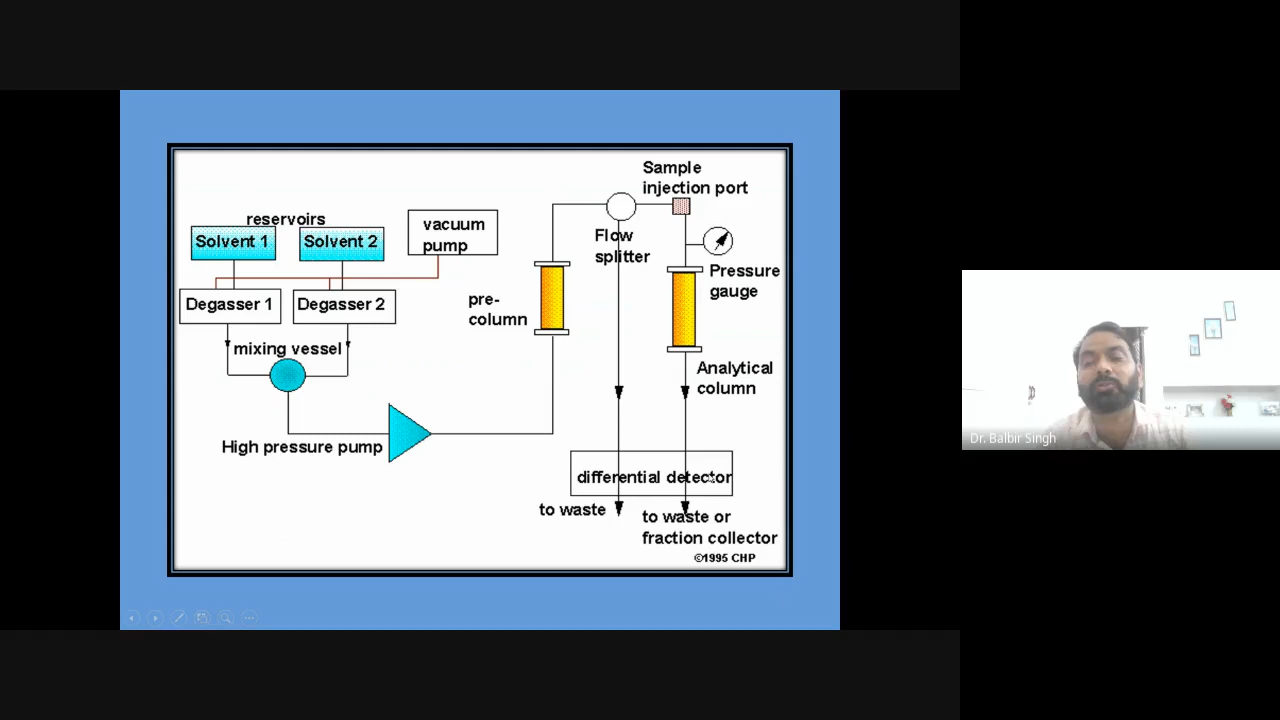 Sample
injection port
reservoirs
Solvent 1
Solvent 2
vacuum
pump
Flow
splitter
Pressure
gauge
Degasser 1
Degasser 2
pre-
column
mixing vessel
Analytical
column
High pressure pump
differential detector
to waste
to waste or
fraction collector
©1995 CHP
Dr. Balbir Singh